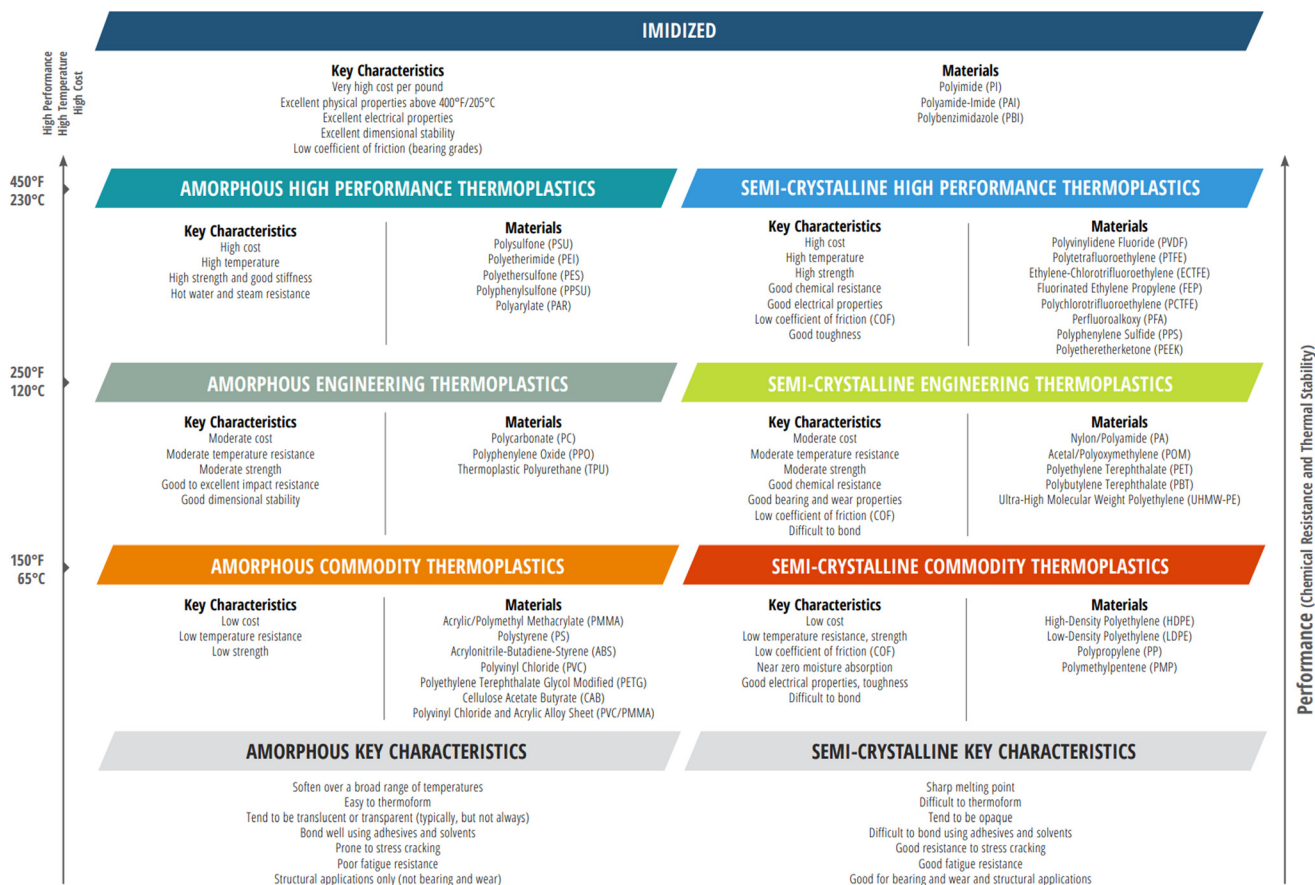 IMIDIZED
High Performance
High Temperature
High Cost
Key Characteristics
Very high cost per pound
Excellent physical properties above 400°F/205°C
Excellent electrical properties
Excellent dimensional stability
Low coefficient of friction (bearing grades)
Materials
Polyimide (PI)
Polyamide-Imide (PAI)
Polybenzimidazole (PBI)
450°F
230°C
AMORPHOUS HIGH PERFORMANCE THERMOPLASTICS
Key Characteristics
High cost
High temperature
High strength and good stiffness
Hot water and steam resistance
Materials
Polysulfone (PSU)
Polyetherimide (PEI)
Polyethersulfone (PES)
Polyphenylsulfone (PPSU)
Polyarylate (PAR)
SEMI-CRYSTALLINE HIGH PERFORMANCE THERMOPLASTICS
Key Characteristics
High cost
High temperature
High strength
Good chemical resistance
Good electrical properties
Low coefficient of friction (COF)
Good toughness
Materials
Polyvinylidene Fluoride (PVDF)
Polytetrafluoroethylene (PTFE)
Ethylene-Chlorotrifluoroethylene (ECTFE)
Fluorinated Ethylene Propylene (FEP)
Polychlorotrifluoroethylene (PCTFE)
Perfluoroalkoxy (PFA)
Polyphenylene Sulfide (PPS)
Polyetheretherketone (PEEK)
250°F
120°C
AMORPHOUS ENGINEERING THERMOPLASTICS
Key Characteristics
Moderate cost
Moderate temperature resistance
Moderate strength
Good to excellent impact resistance
Good dimensional stability
Materials
Polycarbonate (PC)
Polyphenylene Oxide (PPO)
Thermoplastic Polyurethane (TPU)
SEMI-CRYSTALLINE ENGINEERING THERMOPLASTICS
Key Characteristics
Moderate cost
Moderate temperature resistance
Moderate strength
Good chemical resistance
Good bearing and wear properties
Low coefficient of friction (COF)
Difficult to bond
Materials
Nylon/Polyamide (PA)
Acetal/Polyoxymethylene (POM)
Polyethylene Terephthalate (PET)
Polybutylene Terephthalate (PBT)
Ultra-High Molecular Weight Polyethylene (UHMW-PE)
150°F
65°C
AMORPHOUS COMMODITY THERMOPLASTICS
Key Characteristics
Low cost
Low temperature resistance
Low strength
Materials
Acrylic/Polymethyl Methacrylate (PMMA)
Polystyrene (PS)
Acrylonitrile-Butadiene-Styrene (ABS)
Polyvinyl Chloride (PVC)
Polyethylene Terephthalate Glycol Modified (PETG)
Cellulose Acetate Butyrate (CAB)
Polyvinyl Chloride and Acrylic Alloy Sheet (PVC/PMMA)
SEMI-CRYSTALLINE COMMODITY THERMOPLASTICS
Key Characteristics
Low cost
Low temperature resistance, strength
Low coefficient of friction (COF)
Near zero moisture absorption
Good electrical properties, toughness
Difficult to bond
Materials
High-Density Polyethylene (HDPE)
Low-Density Polyethylene (LDPE)
Polypropylene (PP)
Polymethylpentene (PMP)
AMORPHOUS KEY CHARACTERISTICS
Soften over a broad range of temperatures
Easy to thermoform
Tend to be translucent or transparent (typically, but not always)
Bond well using adhesives and solvents
Prone to stress cracking
Poor fatigue resistance
Structural applications only (not bearing and wear)
SEMI-CRYSTALLINE KEY CHARACTERISTICS
Sharp melting point
Difficult to thermoform
Tend to be opaque
Difficult to bond using adhesives and solvents
Good resistance to stress cracking
Good fatigue resistance
Good for bearing and wear and structural applications
Performance (Chemical Resistance and Thermal Stability)